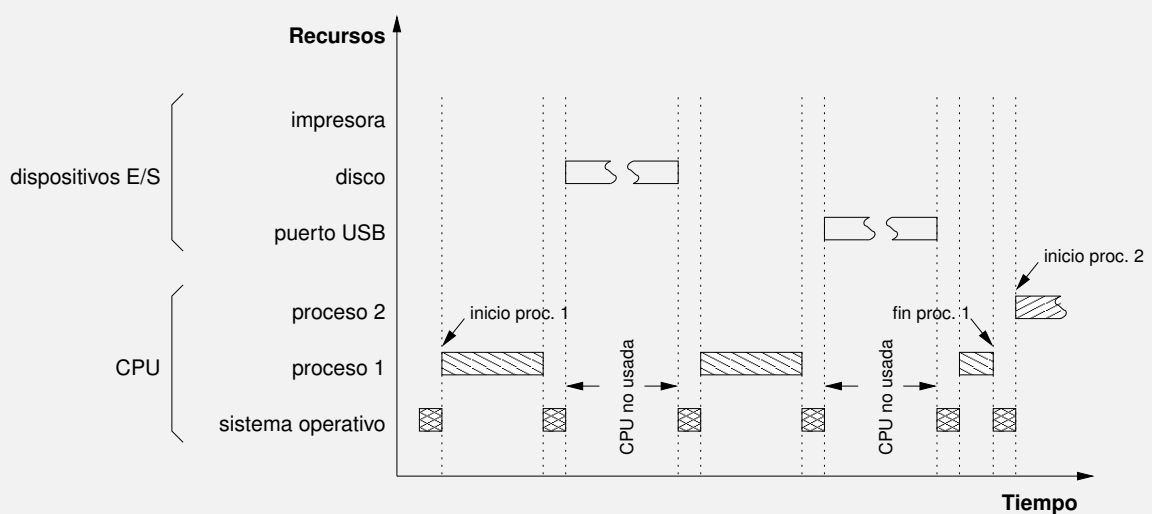 Recursos
impresora
dispositivos E/S
disco
puerto USB
inicio proc. 2
proceso 2
inicio proc. 1
fin proc. 1
CPU
proceso 1
CPU no usada
CPU no usada
sistema operativo
Tiempo